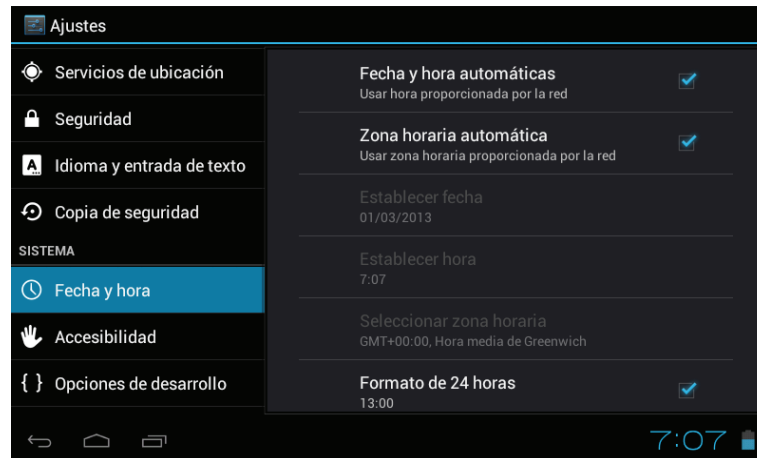 Ajustes
Servicios de ubicación
Seguridad
Idioma y entrada de texto
Copia de seguridad
SISTEMA
Fecha y hora
Accesibilidad
{ } Opciones de desarrollo
Fecha y hora automáticas
Usar hora proporcionada por la red
Zona horaria automática
Usar zona horaria proporcionada por la red
Establecer fecha
01/03/2013
Establecer hora
7:07
Seleccionar zona horaria
GMT+00:00, Hora media de Greenwich
Formato de 24 horas
13:00
7:07